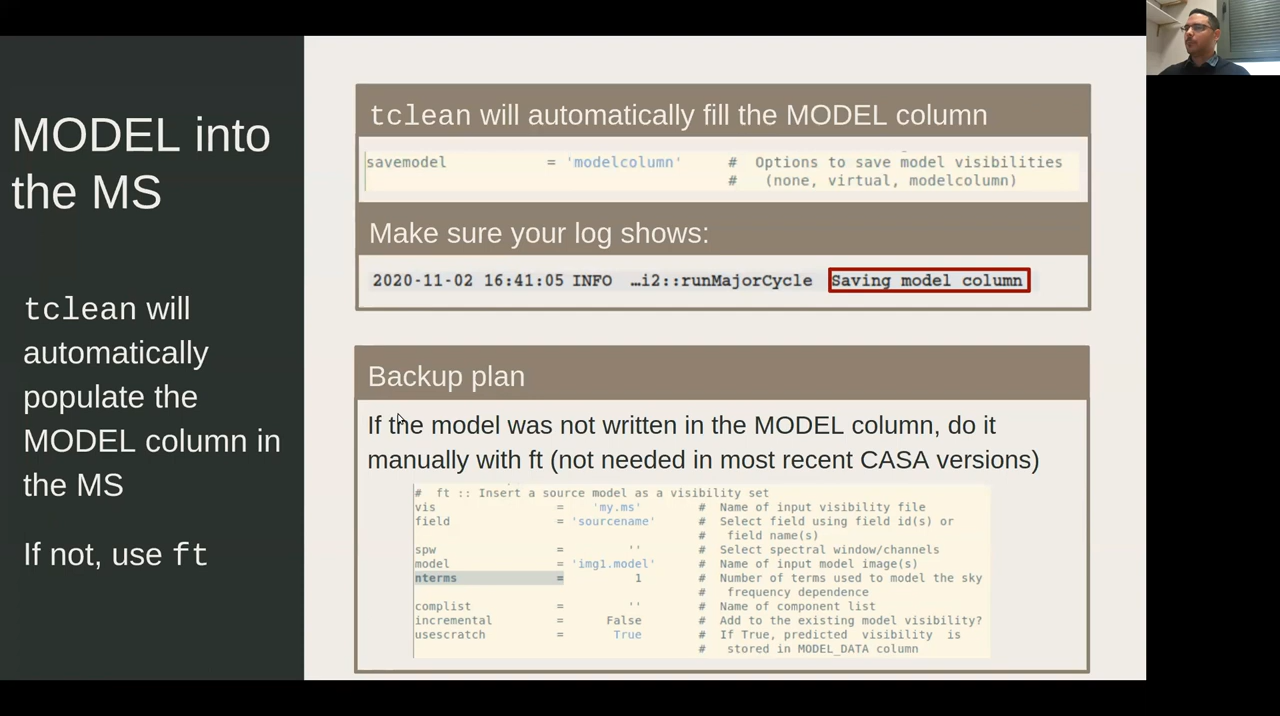 MODEL into
the MS
tclean will
automatically
populate the
MODEL column in
the MS
If not, use ft
tclean will automatically fill the MODEL column
savemodel = 'modelcolumn' # Options to save model visibilities
# (none, virtual, modelcolumn)
Make sure your log shows:
2020-11-02 16:41:05 INFO …i2::runMajorCycle Saving model column
Backup plan
If the model was not written in the MODEL column, do it
manually with ft (not needed in most recent CASA versions)
# ft :: Insert a source model as a visibility set
vis = 'my.ms' # Name of input visibility file
field = 'sourcename' # Select field using field id(s) or
# field name(s)
spw = '' # Select spectral window/channels
model = 'img1.model' # Name of input model image(s)
nterms = 1 # Number of terms used to model the sky
# frequency dependence
complist = '' # Name of component list
incremental = False # Add to the existing model visibility?
usescratch = True # If True, predicted visibility is
# stored in MODEL_DATA column